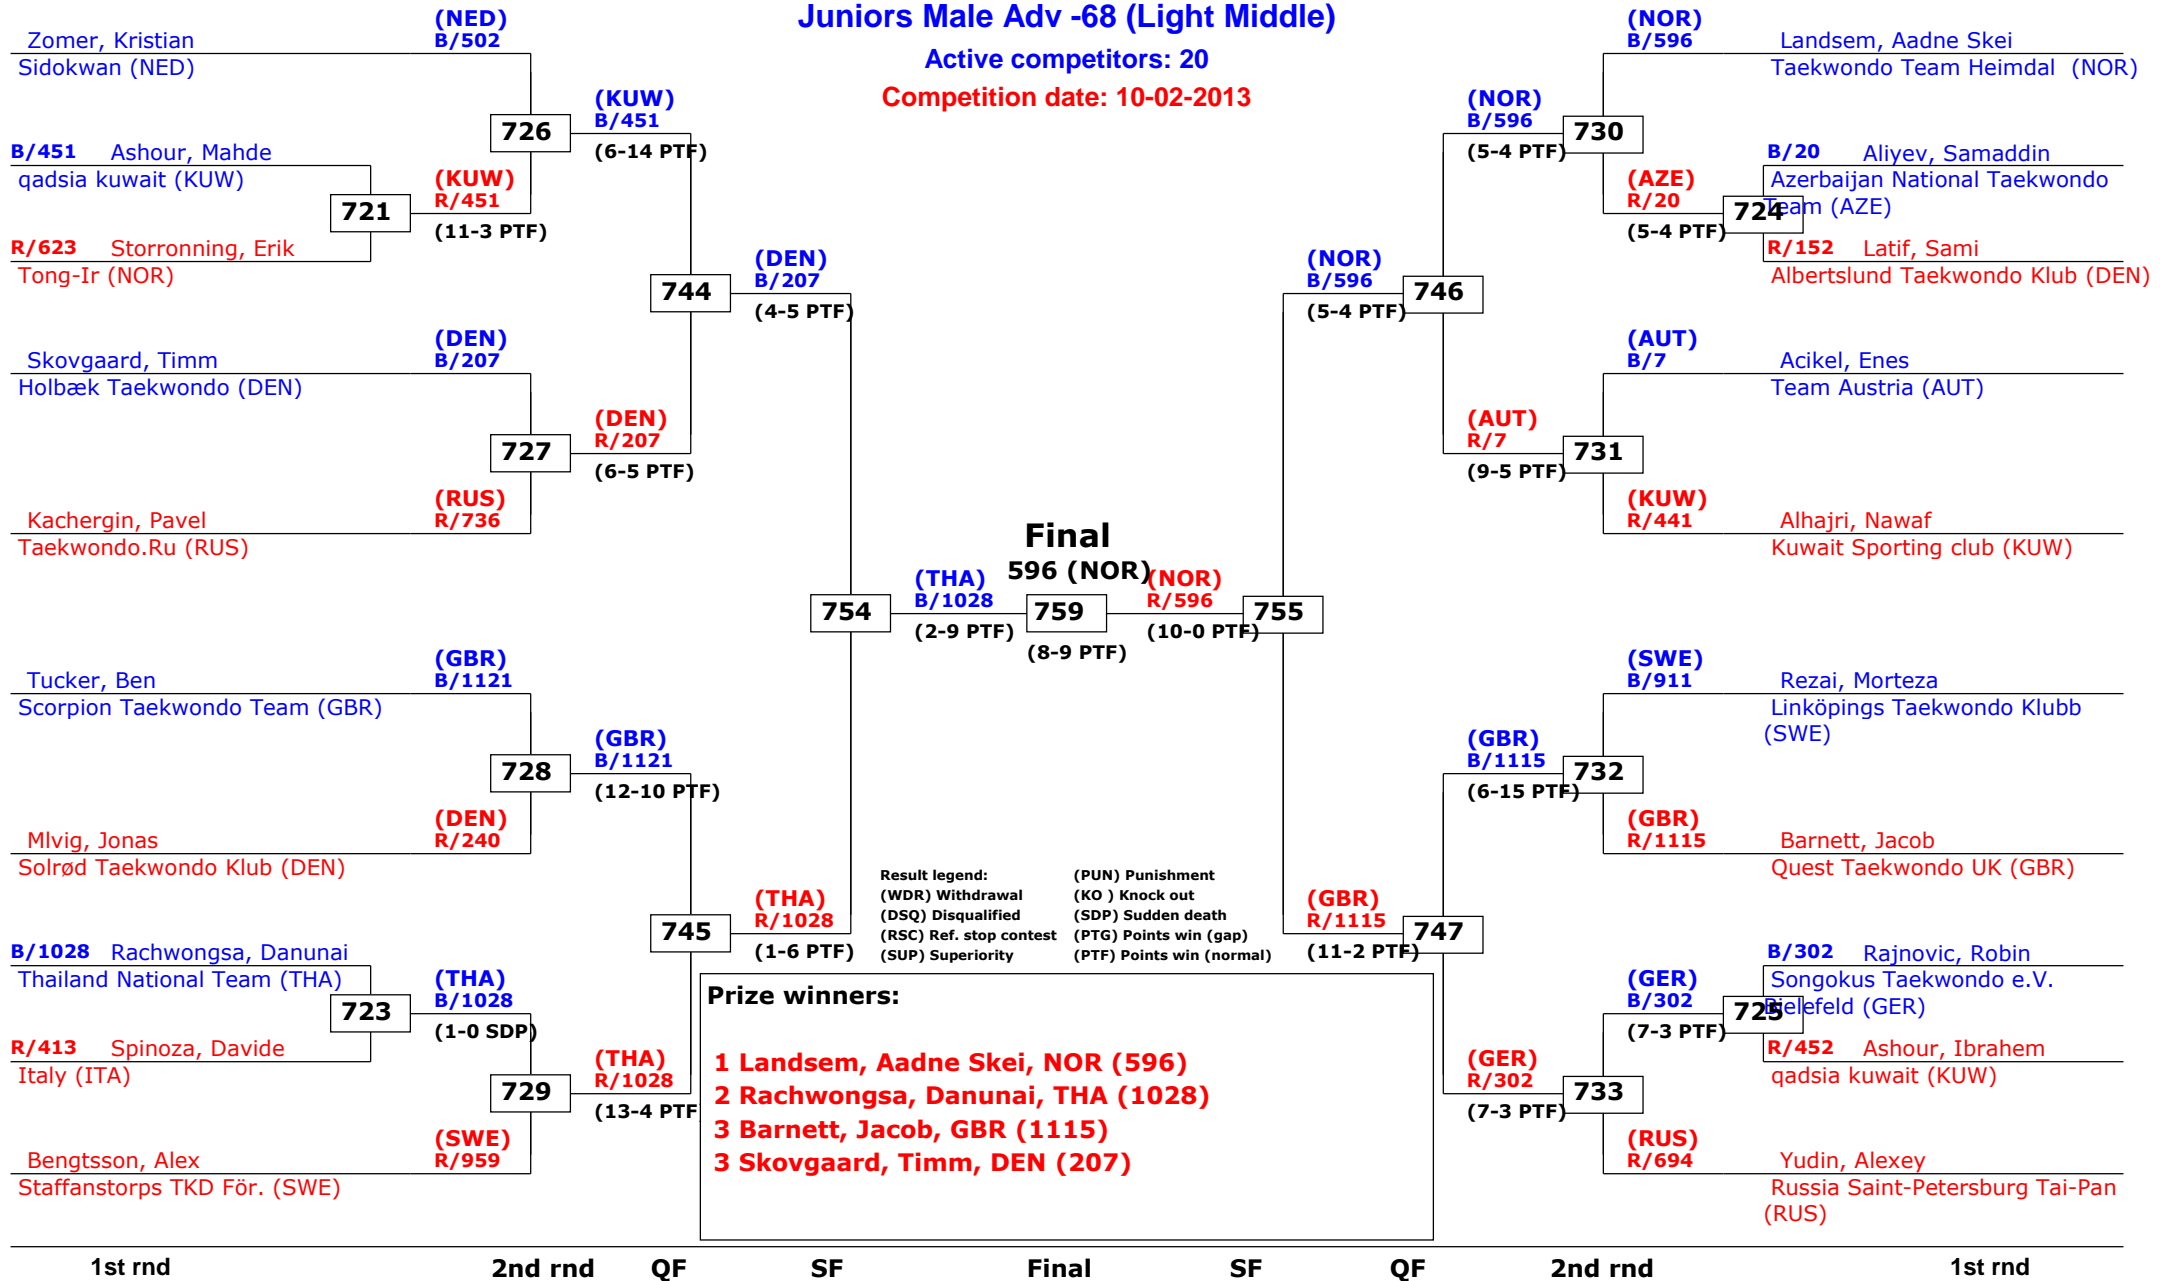 Juniors Male Adv -68 (Light Middle)
Active competitors: 20
Competition date: 10-02-2013
(NED)
B/502
Zomer, Kristian
Sidokwan (NED)
726
(KUW)
B/451
(6-14 PTF)
B/451 Ashour, Mahde
qadsia kuwait (KUW)
721
(KUW)
R/451
(11-3 PTF)
R/623 Storronning, Erik
Tong-Ir (NOR)
744
(DEN)
B/207
(4-5 PTF)
Skovgaard, Timm
Holbæk Taekwondo (DEN)
(DEN)
B/207
727
(DEN)
R/207
(6-5 PTF)
Kachergin, Pavel
Taekwondo.Ru (RUS)
(RUS)
R/736
754
(THA)
B/1028
(2-9 PTF)
Tucker, Ben
Scorpion Taekwondo Team (GBR)
(GBR)
B/1121
728
(GBR)
B/1121
(12-10 PTF)
Mlvig, Jonas
Solrød Taekwondo Klub (DEN)
(DEN)
R/240
745
(THA)
R/1028
(1-6 PTF)
B/1028 Rachwongsa, Danunai
Thailand National Team (THA)
723
(THA)
B/1028
(1-0 SDP)
R/413 Spinoza, Davide
Italy (ITA)
729
(THA)
R/1028
(13-4 PTF
Bengtsson, Alex
Staffanstorps TKD För. (SWE)
(SWE)
R/959
Final
596 (NOR)
759
(8-9 PTF)
(NOR)
R/596
(10-0 PTF)
755
(NOR)
B/596
Landsem, Aadne Skei
Taekwondo Team Heimdal (NOR)
(NOR)
B/596
(5-4 PTF)
730
B/20 Aliyev, Samaddin
Azerbaijan National Taekwondo
Team (AZE)
(AZE)
R/20
(5-4 PTF)
724
R/152 Latif, Sami
Albertslund Taekwondo Klub (DEN)
(NOR)
B/596
(5-4 PTF)
746
(AUT)
B/7
Acikel, Enes
Team Austria (AUT)
(AUT)
R/7
(9-5 PTF)
731
(KUW)
R/441
Alhajri, Nawaf
Kuwait Sporting club (KUW)
(SWE)
B/911
Rezai, Morteza
Linköpings Taekwondo Klubb
(SWE)
(GBR)
B/1115
(6-15 PTF)
732
(GBR)
R/1115
Barnett, Jacob
Quest Taekwondo UK (GBR)
(GBR)
R/1115
(11-2 PTF)
747
B/302 Rajnovic, Robin
Songokus Taekwondo e.V.
Bielefeld (GER)
(GER)
B/302
(7-3 PTF)
725
R/452 Ashour, Ibrahem
qadsia kuwait (KUW)
(GER)
R/302
(7-3 PTF)
733
(RUS)
R/694
Yudin, Alexey
Russia Saint-Petersburg Tai-Pan
(RUS)
Result legend:
(WDR) Withdrawal
(DSQ) Disqualified
(RSC) Ref. stop contest
(SUP) Superiority
(PUN) Punishment
(KO ) Knock out
(SDP) Sudden death
(PTG) Points win (gap)
(PTF) Points win (normal)
Prize winners:
1 Landsem, Aadne Skei, NOR (596)
2 Rachwongsa, Danunai, THA (1028)
3 Barnett, Jacob, GBR (1115)
3 Skovgaard, Timm, DEN (207)
1st rnd 2nd rnd QF SF Final SF QF 2nd rnd 1st rnd